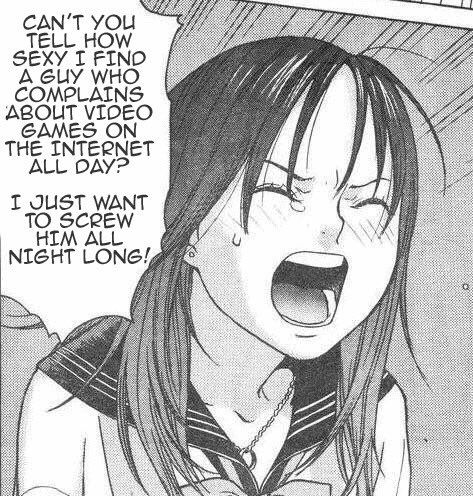 CAN'T YOU
TELL HOW
SEXY I FIND
A GUY WHO
COMPLAINS
ABOUT VIDEO
GAMES ON
THE INTERNET
ALL DAY?
I JUST WANT
TO SCREW
HIM ALL
NIGHT LONG!